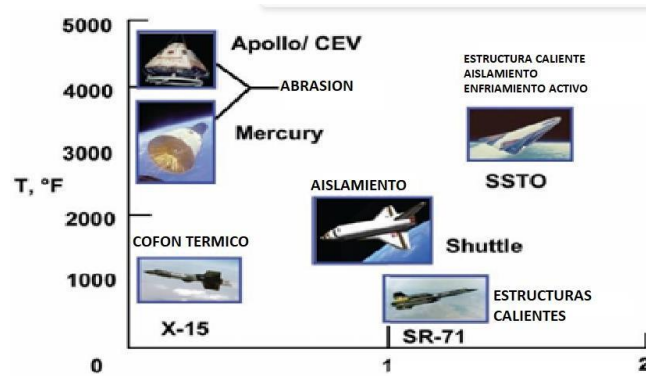 5000
Apollo/ CEV
ESTRUCTURA CALIENTE
AISLAMIENTO
ENFRIAMIENTO ACTIVO
4000
ABRASION
Mercury
3000
T, °F
SSTO
AISLAMIENTO
2000
COFON TERMICO
Shuttle
1000
ESTRUCTURAS
CALIENTES
X-15
SR-71
0
1
2